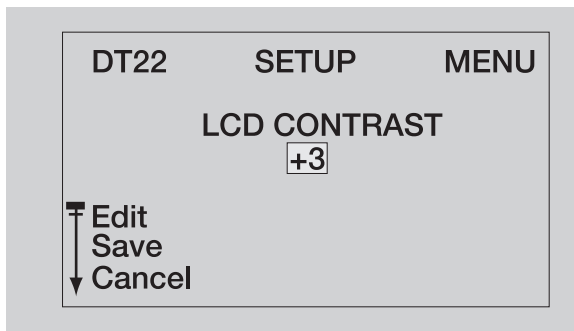 DT22 SETUP MENU
LCD CONTRAST
+3
Edit
Save
Cancel